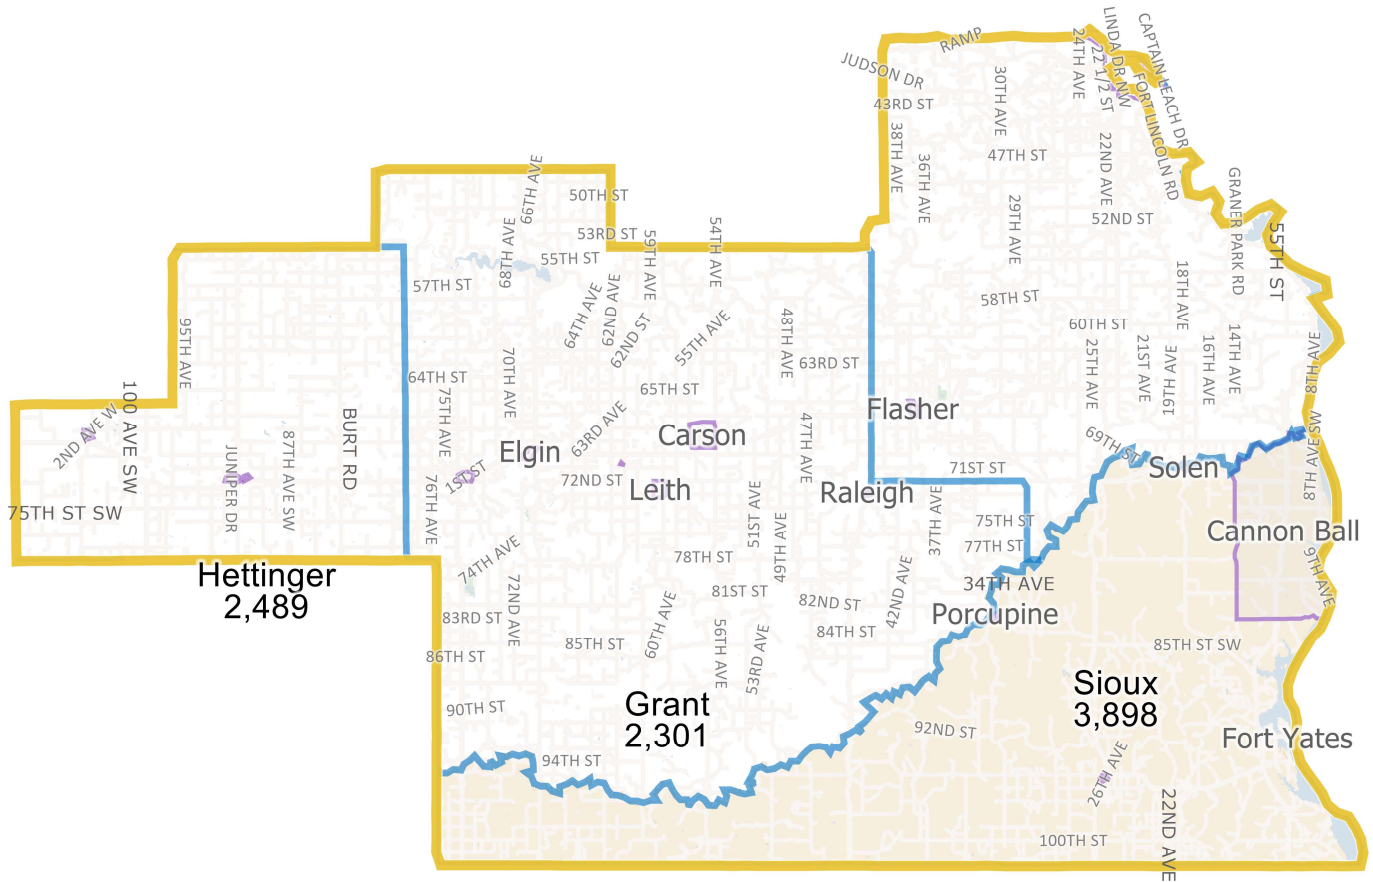 LINDA DR NW
CAPTAIN LEACH DR
RAMP
24TH AVE
22 1/2 ST
JUDSON DR
30TH AVE
43RD ST
FORT LINCOLN RD
38TH AVE
36TH AVE
47TH ST
22ND AVE
66TH AVE
50TH ST
29TH AVE
52ND ST
GRANER PARK RD
53RD ST
59TH AVE
54TH AVE
68TH AVE
55TH ST
55TH ST
57TH ST
64TH AVE
62ND AVE
62ND ST
55TH AVE
48TH AVE
58TH ST
18TH AVE
60TH ST
95TH AVE
70TH AVE
63RD ST
25TH AVE
21ST AVE
19TH AVE
16TH AVE
14TH AVE
8TH AVE
64TH ST
75TH AVE
65TH ST
100 AVE SW
2ND AVE W
BURT RD
87TH AVE SW
JUNIPER DR
63RD AVE
Carson
47TH AVE
Flasher
Elgin
69TH ST
8TH AVE SW
1ST ST
72ND ST
Leith
Raleigh
71ST ST
Solen
75TH ST SW
76TH AVE
51ST AVE
49TH AVE
37TH AVE
75TH ST
77TH ST
Cannon Ball
9TH AVE
74TH AVE
78TH ST
Hettinger
2,489
72ND AVE
81ST ST
82ND ST
42ND AVE
34TH AVE
Porcupine
83RD ST
60TH AVE
56TH AVE
53RD AVE
84TH ST
85TH ST
85TH ST SW
86TH ST
Sioux
3,898
Grant
2,301
90TH ST
92ND ST
Fort Yates
94TH ST
26TH AVE
22ND AVE
100TH ST